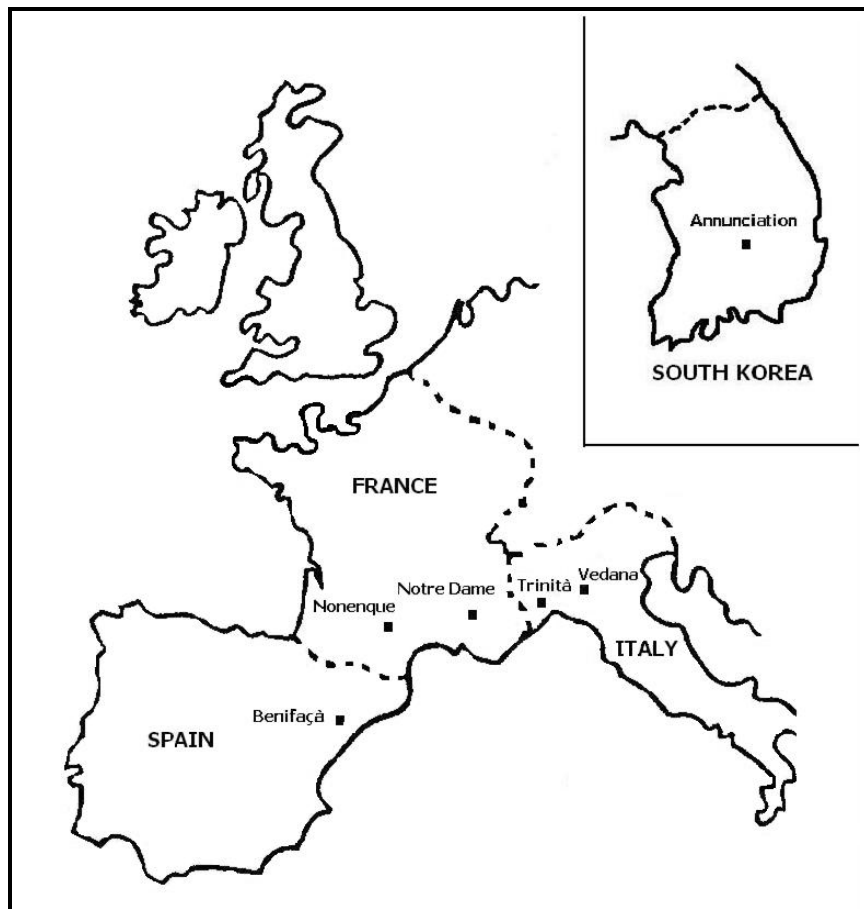 Annunciation
SOUTH KOREA
FRANCE
Notre Dame
Trinità
Vedana
Nonenque
ITALY
Benifaçà
SPAIN